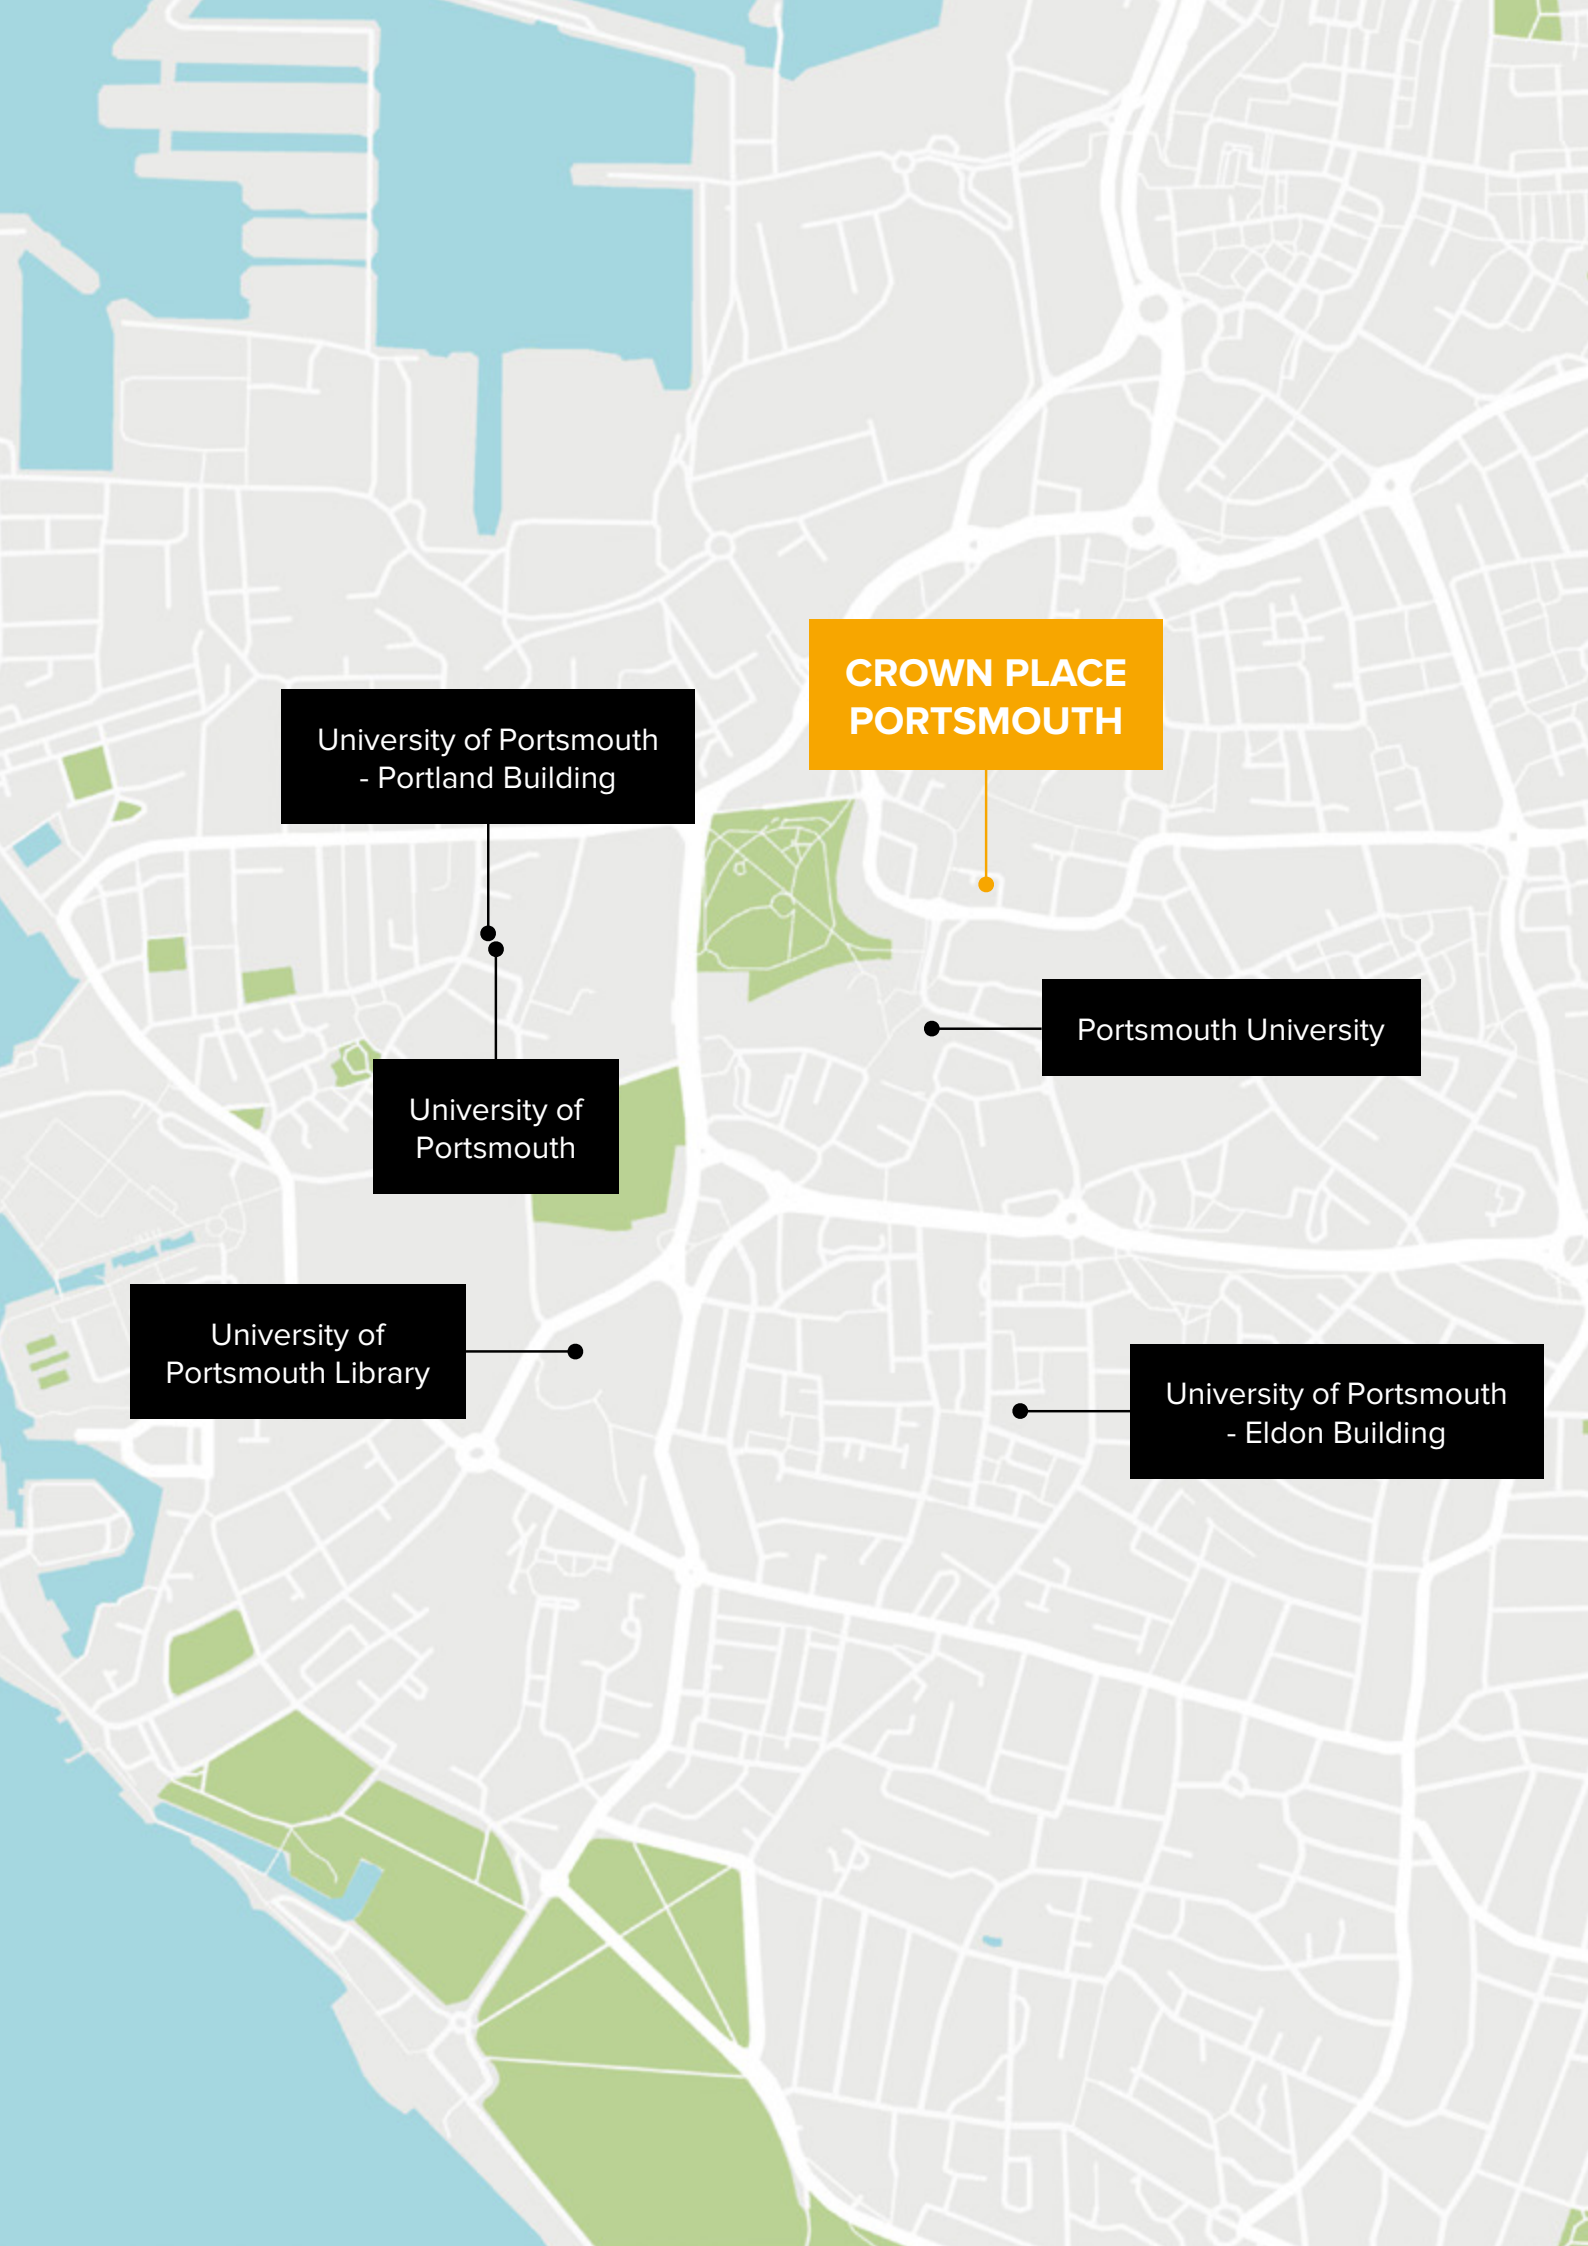 CROWN PLACE
PORTSMOUTH
University of Portsmouth
- Portland Building
Portsmouth University
University of
Portsmouth
University of
Portsmouth Library
University of Portsmouth
- Eldon Building